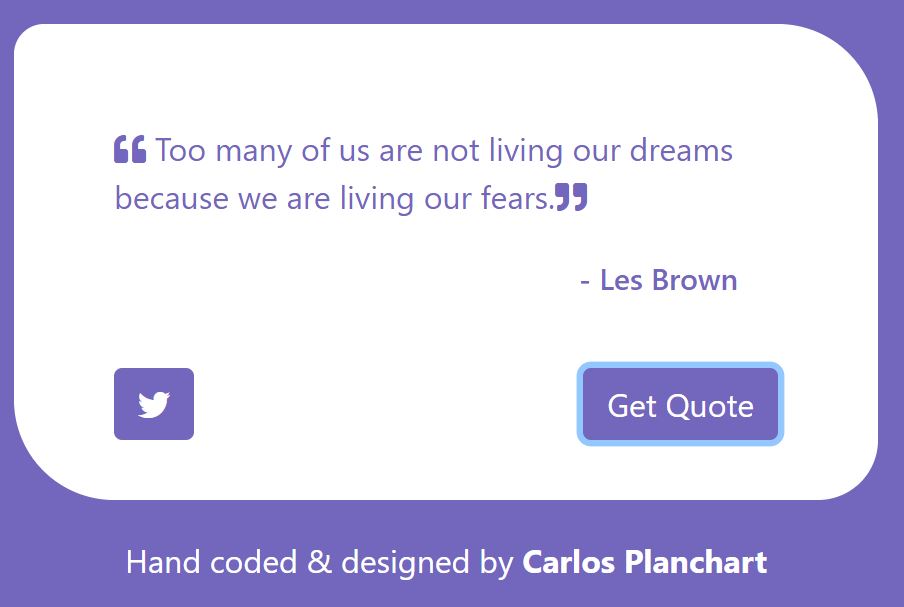 “ Too many of us are not living our dreams
because we are living our fears.”
- Les Brown
Get Quote
Hand coded & designed by Carlos Planchart